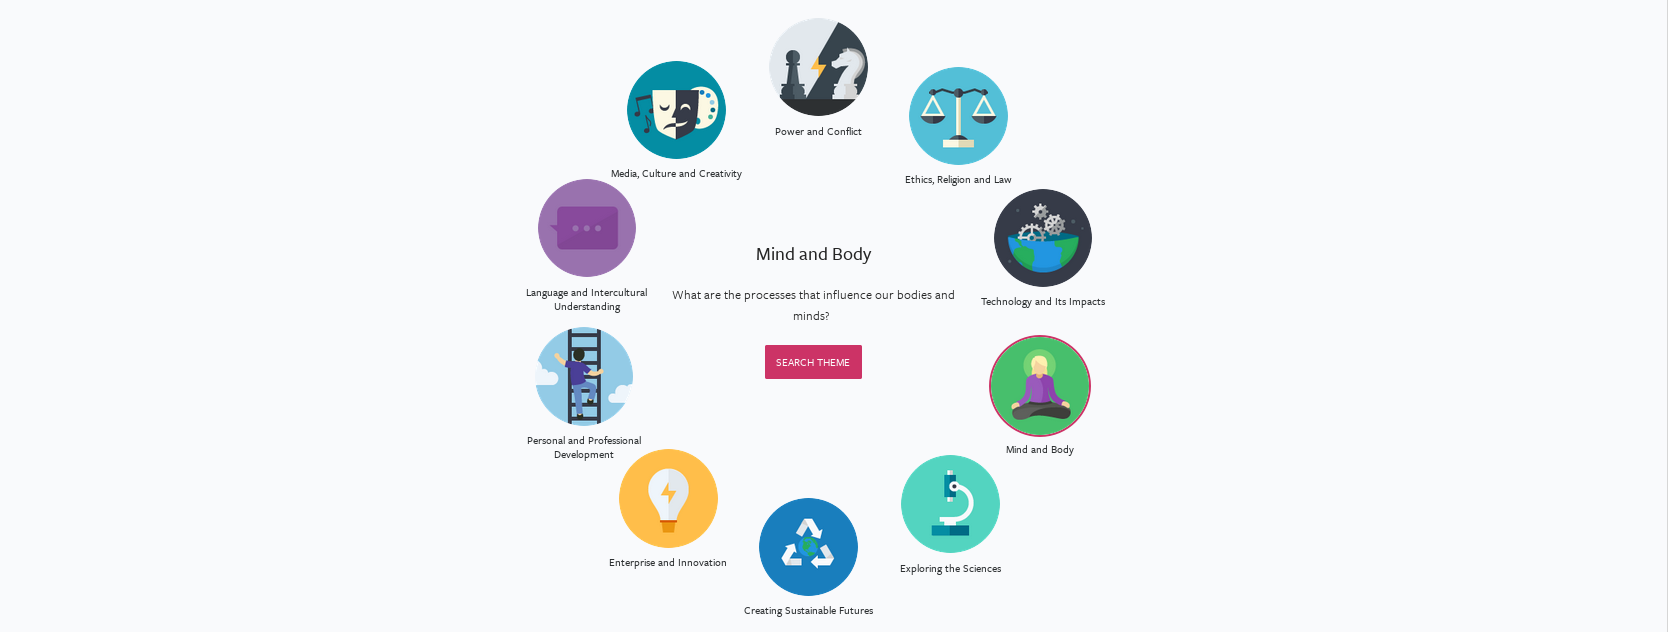 Power and Conflict
Media, Culture and Creativity
Ethics, Religion and Law
Language and Intercultural
Understanding
Mind and Body
What are the processes that influence our bodies and
minds?
SEARCH THEME
Technology and Its Impacts
Personal and Professional
Development
Mind and Body
Enterprise and Innovation
Exploring the Sciences
Creating Sustainable Futures